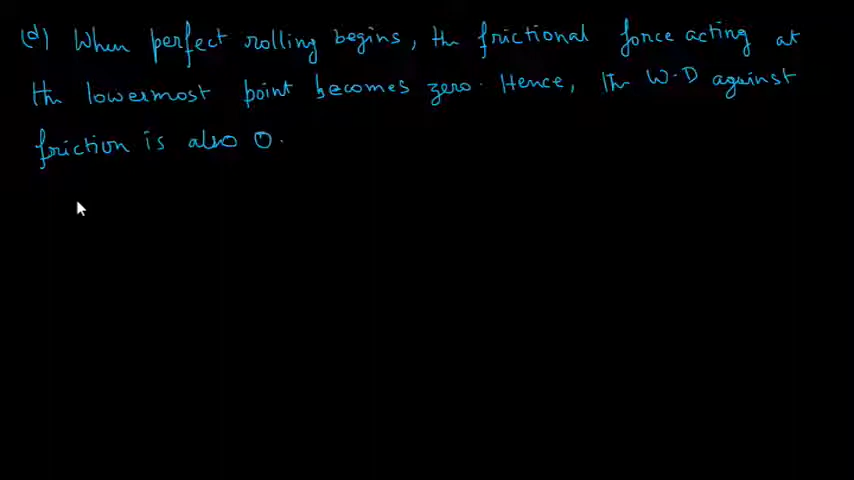 (d) When perfect rolling begins, the frictional force acting at
the lowermost point becomes zero. Hence, the W.D against
friction is also 0.